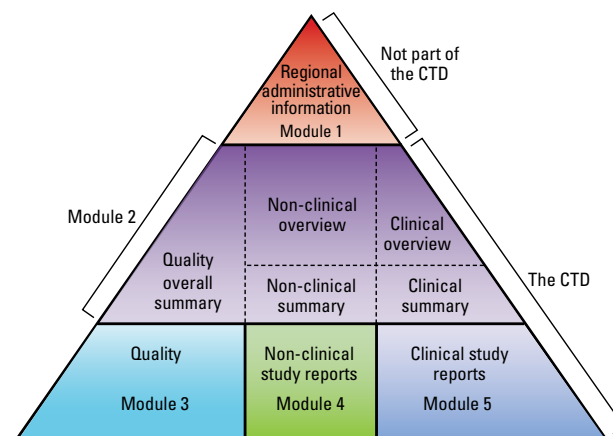 Not part of
the CTD
Regional
administrative
information
Module 1
Module 2
Non-clinical
overview
Clinical
overview
Quality
overall
summary
Non-clinical
summary
Clinical
summary
The CTD
Quality
Module 3
Non-clinical
study reports
Module 4
Clinical study
reports
Module 5